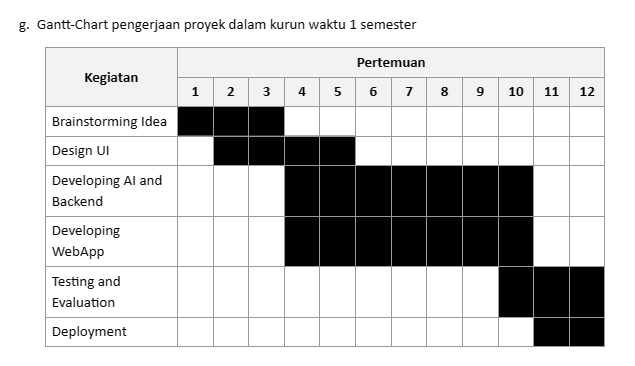 g. Gantt-Chart pengerjaan proyek dalam kurun waktu 1 semester
Kegiatan
Pertemuan
1 2 3 4 5 6 7 8 9 10 11 12
Brainstorming Idea
Design UI
Developing AI and
Backend
Developing
WebApp
Testing and
Evaluation
Deployment